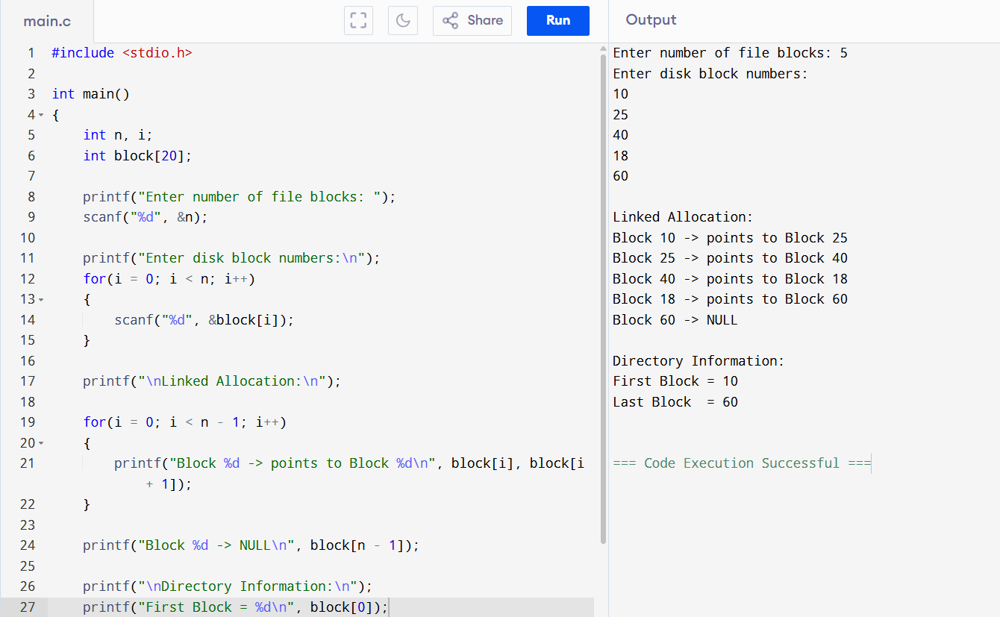 main.c
Share
Run
Output
1 #include <stdio.h>
2
3 int main()
4 {
5     int n, i;
6     int block[20];
7
8     printf("Enter number of file blocks: ");
9     scanf("%d", &n);
10
11     printf("Enter disk block numbers:\n");
12     for(i = 0; i < n; i++)
13     {
14         scanf("%d", &block[i]);
15     }
16
17     printf("\nLinked Allocation:\n");
18
19     for(i = 0; i < n - 1; i++)
20     {
21         printf("Block %d -> points to Block %d\n", block[i], block[i
+ 1]);
22     }
23
24     printf("Block %d -> NULL\n", block[n - 1]);
25
26     printf("\nDirectory Information:\n");
27     printf("First Block = %d\n", block[0]);
Enter number of file blocks: 5
Enter disk block numbers:
10
25
40
18
60

Linked Allocation:
Block 10 -> points to Block 25
Block 25 -> points to Block 40
Block 40 -> points to Block 18
Block 18 -> points to Block 60
Block 60 -> NULL

Directory Information:
First Block = 10
Last Block  = 60

=== Code Execution Successful ===